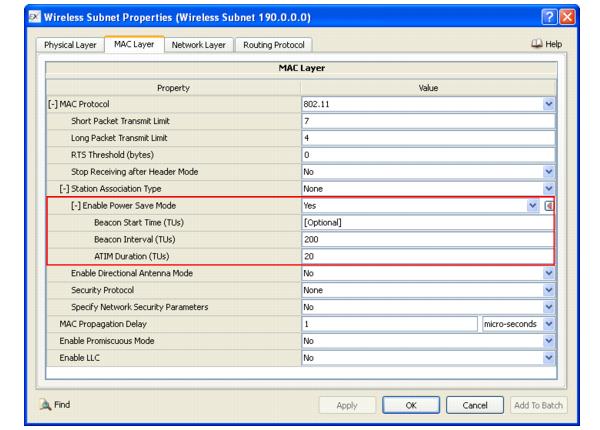 Wireless Subnet Properties (Wireless Subnet 190.0.0.0)
Physical Layer MAC Layer Network Layer Routing Protocol Help
MAC Layer
Property Value
[-] MAC Protocol 802.11
Short Packet Transmit Limit 7
Long Packet Transmit Limit 4
RTS Threshold (bytes) 0
Stop Receiving after Header Mode No
[-] Station Association Type None
[-] Enable Power Save Mode Yes
Beacon Start Time (TUs) [Optional]
Beacon Interval (TUs) 200
ATIM Duration (TUs) 20
Enable Directional Antenna Mode No
Security Protocol None
Specify Network Security Parameters No
MAC Propagation Delay 1 micro-seconds
Enable Promiscuous Mode No
Enable LLC No
Find Apply OK Cancel Add To Batch